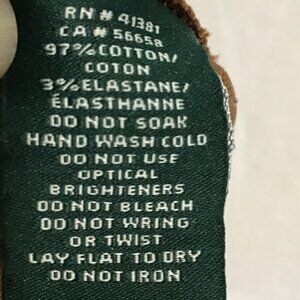 RN # 41381
CA # 56658
97% COTTON/
COTON
3% ELASTANE/
ÉLASTHANNE
DO NOT SOAK
HAND WASH COLD
DO NOT USE
OPTICAL
BRIGHTENERS
DO NOT BLEACH
DO NOT WRING
OR TWIST
LAY FLAT TO DRY
DO NOT IRON